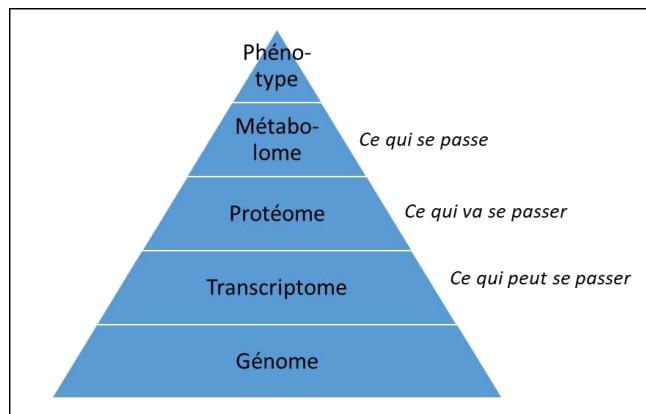 Phéno-
type
Métabo-
lome
Ce qui se passe
Protéome
Ce qui va se passer
Transcriptome
Ce qui peut se passer
Génome